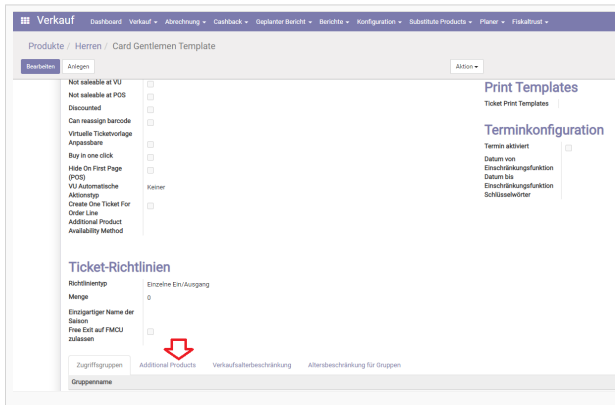 Verkauf Dashboard Verkauf Abrechnung Cashback Geplanter Bericht Berichte Konfiguration Substitute Products Planer Fiskaltrust
Produkte / Herren / Card Gentlemen Template
Bearbeiten Anlegen Aktion
Not saleable at VU
Not saleable at POS
Discounted
Can reassign barcode
Virtuelle Ticketvorlage
Anpassbare
Buy in one click
Hide On First Page
(POS)
VU Automatische Keiner
Aktionstyp
Create One Ticket For
Order Line
Additional Product
Availability Method
Print Templates
Ticket Print Templates
Terminkonfiguration
Termin aktiviert
Datum von
Einschränkungsfunktion
Datum bis
Einschränkungsfunktion
Schlüsselwörter
Ticket-Richtlinien
Richtlinientyp Einzelne Ein/Ausgang
Menge 0
Einzigartiger Name der
Saison
Free Exit auf FMCU
zulassen
Zugriffsgruppen Additional Products Verkaufsalterbeschränkung Altersbeschränkung für Gruppen
Gruppenname